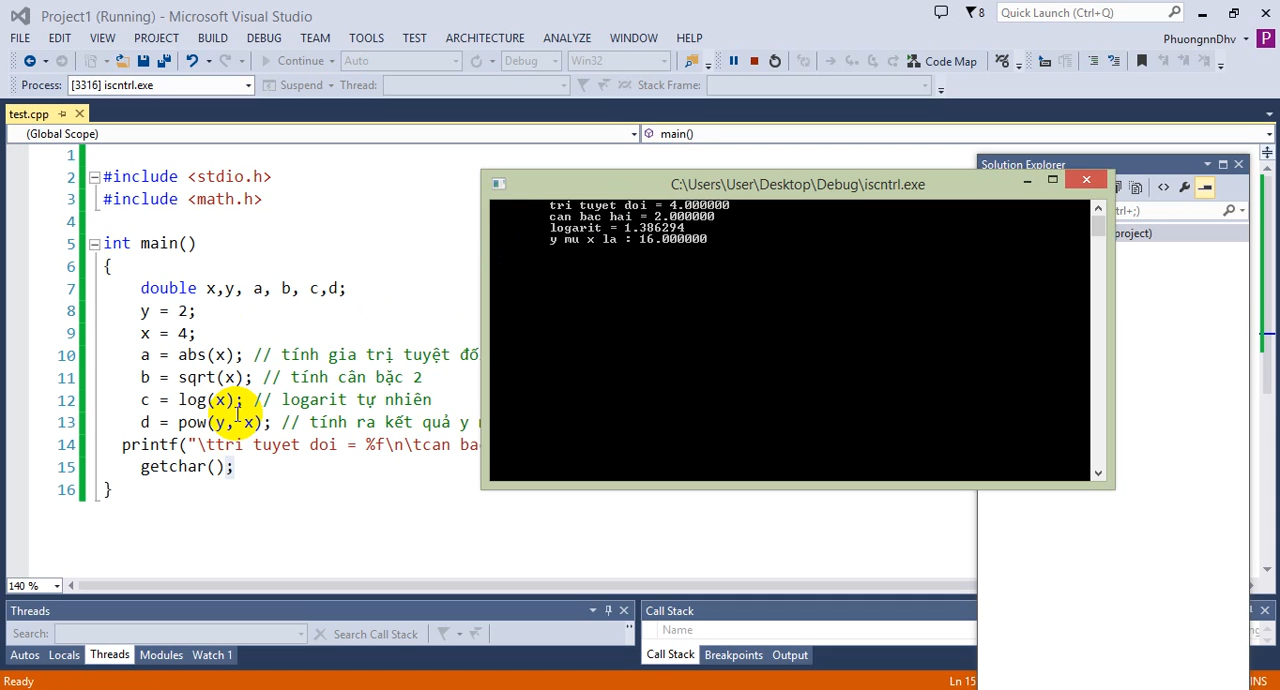 Project1 (Running) - Microsoft Visual Studio
8
Quick Launch (Ctrl+Q)
FILE EDIT VIEW PROJECT BUILD DEBUG TEAM TOOLS TEST ARCHITECTURE ANALYZE WINDOW HELP
PhuongnnDhv P
Continue Auto Debug Win32 Code Map
Process: [3316] iscntrl.exe Suspend Thread: Stack Frame:
test.cpp
(Global Scope) main()
Solution Explorer
C:\Users\User\Desktop\Debug\iscntrl.exe
tri tuyet doi = 4.000000
can bac hai = 2.000000
logarit = 1.386294
y mu x la : 16.000000
+;)
project)
1
2 #include <stdio.h>
3 #include <math.h>
4
5 int main()
6 {
7 double x,y, a, b, c,d;
8 y = 2;
9 x = 4;
10 a = abs(x); // tính gia trị tuyệt đố
11 b = sqrt(x); // tính cân bặc 2
12 c = log(x); // logarit tự nhiên
13 d = pow(y, x); // tính ra kết quả y
14 printf("\ttri tuyet doi = %f\n\tcan bac
15 getchar();
16 }
140 %
Threads
Search: Search Call Stack
Autos Locals Threads Modules Watch 1
Call Stack
Name
Call Stack Breakpoints Output
Ready
Ln 15
INS